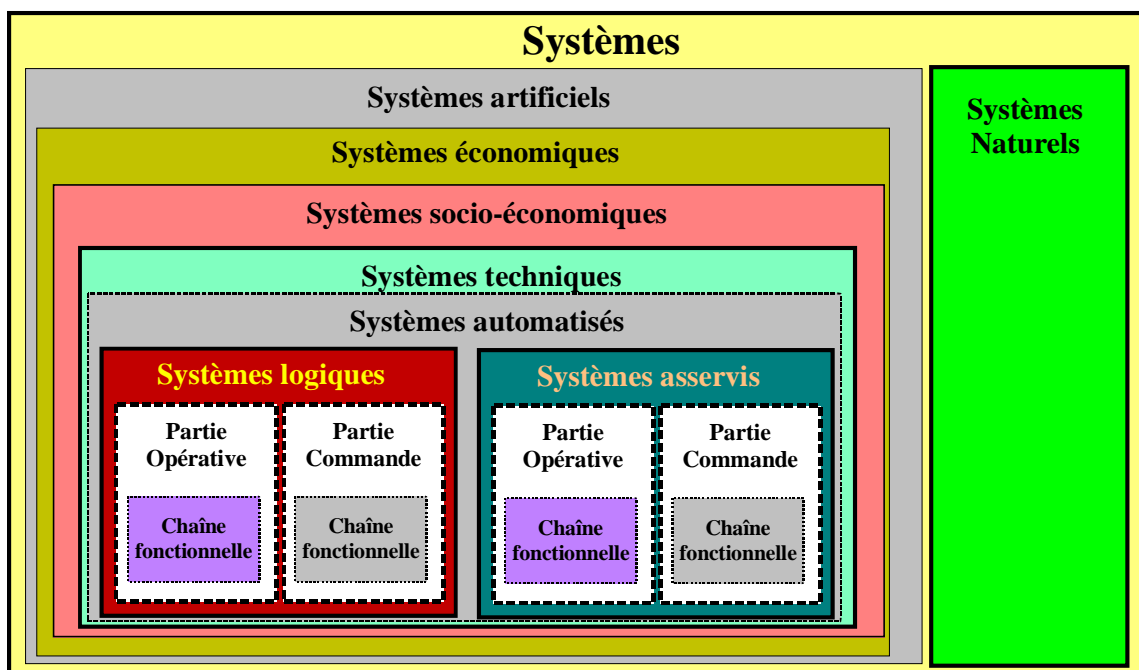 Systèmes
Systèmes artificiels
Systèmes
Naturels
Systèmes économiques
Systèmes socio-économiques
Systèmes techniques
Systèmes automatisés
Systèmes logiques
Partie
Opérative
Chaîne
fonctionnelle
Partie
Commande
Chaîne
fonctionnelle
Systèmes asservis
Partie
Opérative
Chaîne
fonctionnelle
Partie
Commande
Chaîne
fonctionnelle